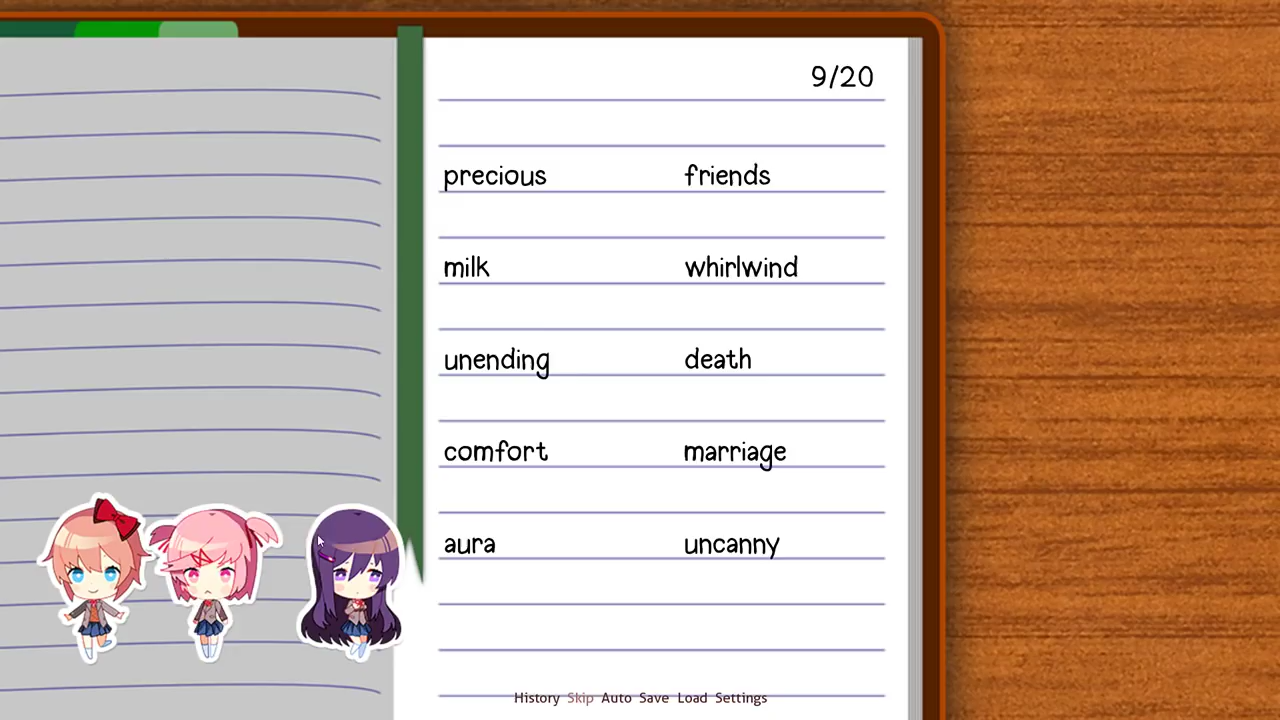 9/20
precious friends
milk whirlwind
unending death
comfort marriage
aura uncanny
History Skip Auto Save Load Settings